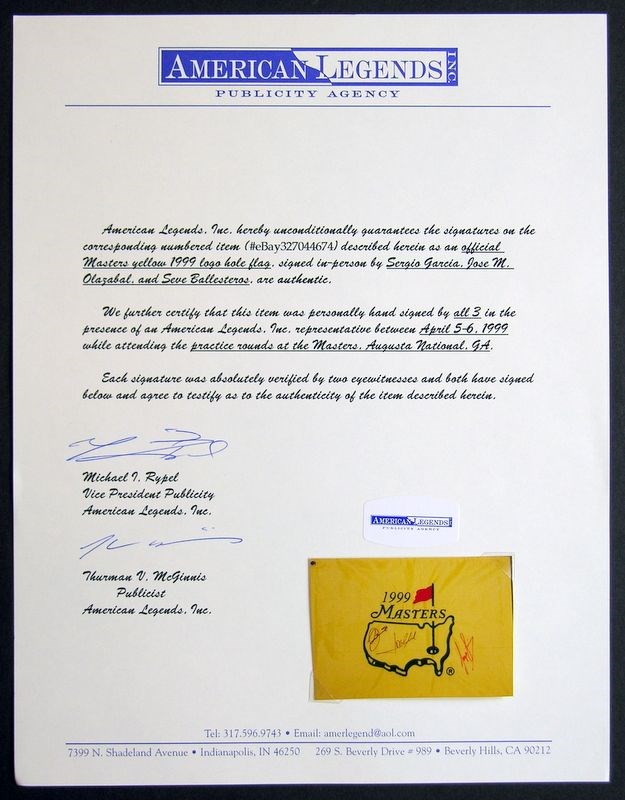 AMERICAN LEGENDS INC.
PUBLICITY AGENCY
American Legends, Inc. hereby unconditionally guarantees the signatures on the
corresponding numbered item (#eBay327044674) described herein as an official
Masters yellow 1999 logo hole flag, signed in-person by Sergio Garcia, Jose M.
Olazabal, and Seve Ballesteros, are authentic.
We further certify that this item was personally hand signed by all 3 in the
presence of an American Legends, Inc. representative between April 5-6, 1999
while attending the practice rounds at the Masters, Augusta National, GA.
Each signature was absolutely verified by two eyewitnesses and both have signed
below and agree to testify as to the authenticity of the item described herein.
Michael I. Rypel
Vice President Publicity
American Legends, Inc.
Thurman V. McGinnis
Publicist
American Legends, Inc.
AMERICAN LEGENDS INC.
PUBLICITY AGENCY
1999
MASTERS
®
Tel: 317.596.9743 • Email: amerlegend@aol.com
7399 N. Shadeland Avenue • Indianapolis, IN 46250 269 S. Beverly Drive # 989 • Beverly Hills, CA 90212